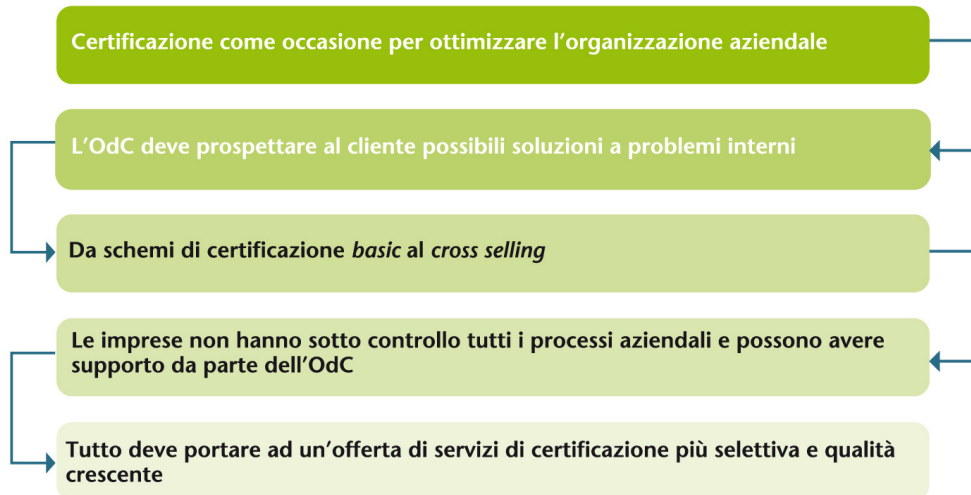 Certificazione come occasione per ottimizzare l’organizzazione aziendale
L’OdC deve prospettare al cliente possibili soluzioni a problemi interni
Da schemi di certificazione basic al cross selling
Le imprese non hanno sotto controllo tutti i processi aziendali e possono avere
supporto da parte dell’OdC
Tutto deve portare ad un’offerta di servizi di certificazione più selettiva e qualità
crescente